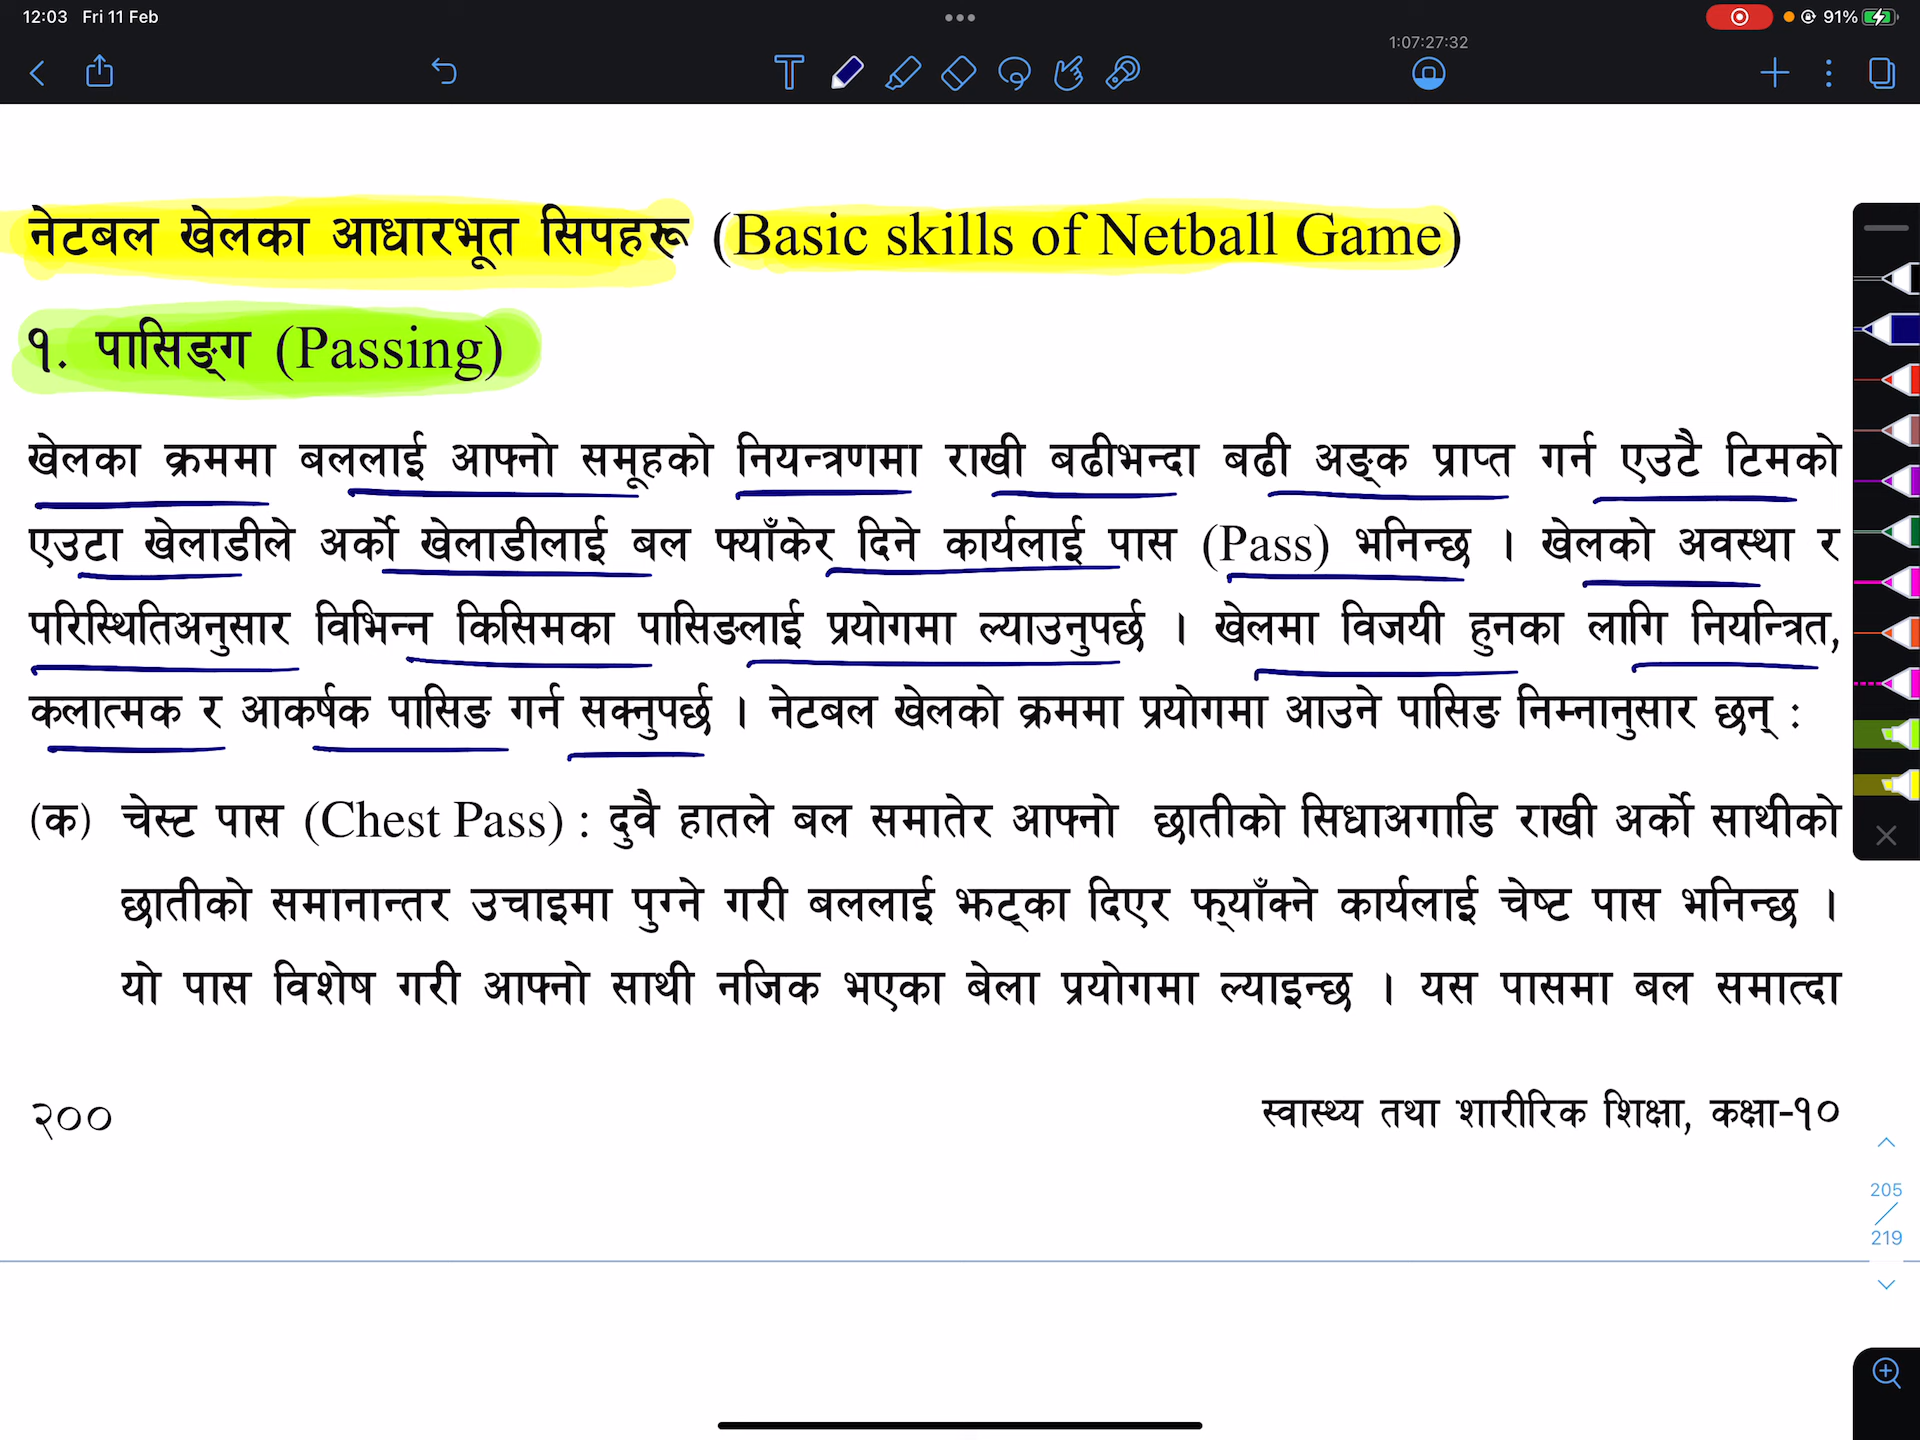 12:03 Fri 11 Feb
91%
1:07:27:32
नेटबल खेलका आधारभूत सिपहरू (Basic skills of Netball Game)
१. पासिङ्ग (Passing)
खेलका क्रममा बललाई आफ्नो समूहको नियन्त्रणमा राखी बढीभन्दा बढी अङ्क प्राप्त गर्न एउटै टिमको
एउटा खेलाडीले अर्को खेलाडीलाई बल फ्याँकेर दिने कार्यलाई पास (Pass) भनिन्छ । खेलको अवस्था र
परिस्थितिअनुसार विभिन्न किसिमका पासिङलाई प्रयोगमा ल्याउनुपर्छ । खेलमा विजयी हुनका लागि नियन्त्रित,
कलात्मक र आकर्षक पासिङ गर्न सक्नुपर्छ । नेटबल खेलको क्रममा प्रयोगमा आउने पासिङ निम्नानुसार छन् :
(क) चेस्ट पास (Chest Pass) : दुवै हातले बल समातेर आफ्नो छातीको सिधाअगाडि राखी अर्को साथीको
छातीको समानान्तर उचाइमा पुग्ने गरी बललाई झट्का दिएर फ्याँक्ने कार्यलाई चेष्ट पास भनिन्छ ।
यो पास विशेष गरी आफ्नो साथी नजिक भएका बेला प्रयोगमा ल्याइन्छ । यस पासमा बल समात्दा
२००
स्वास्थ्य तथा शारीरिक शिक्षा, कक्षा-१०
205
/
219